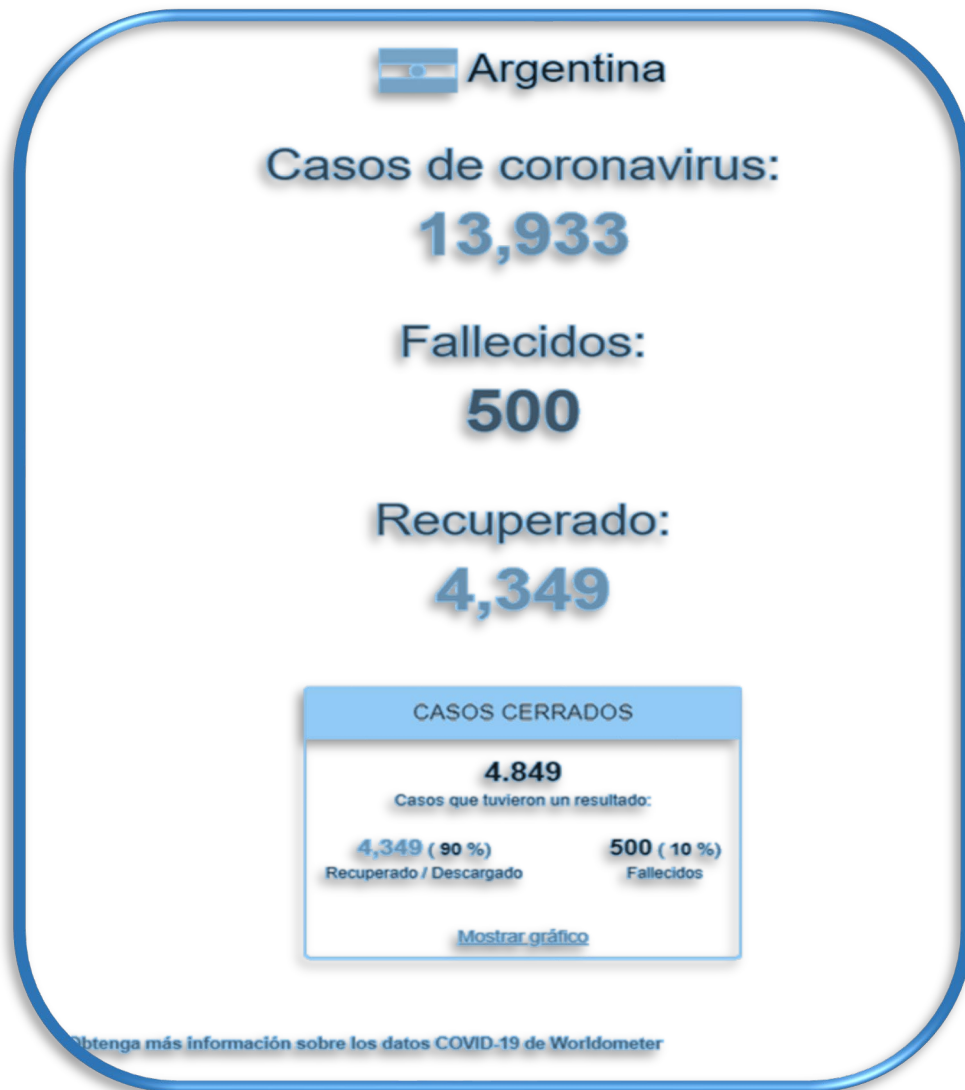 Argentina
Casos de coronavirus:
13,933
Fallecidos:
500
Recuperado:
4,349
CASOS CERRADOS
4.849
Casos que tuvieron un resultado:
4,349 ( 90 %) 500 ( 10 %)
Recuperado / Descargado Fallecidos
Mostrar gráfico
Obtenga más información sobre los datos COVID-19 de Worldometer